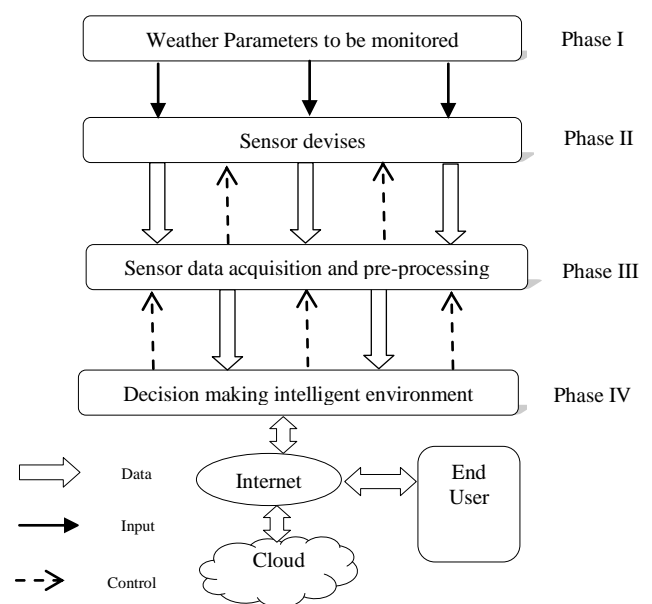 Weather Parameters to be monitored
Phase I
Sensor devises
Phase II
Sensor data acquisition and pre-processing
Phase III
Decision making intelligent environment
Phase IV
Data
Internet
End
User
Input
Cloud
Control